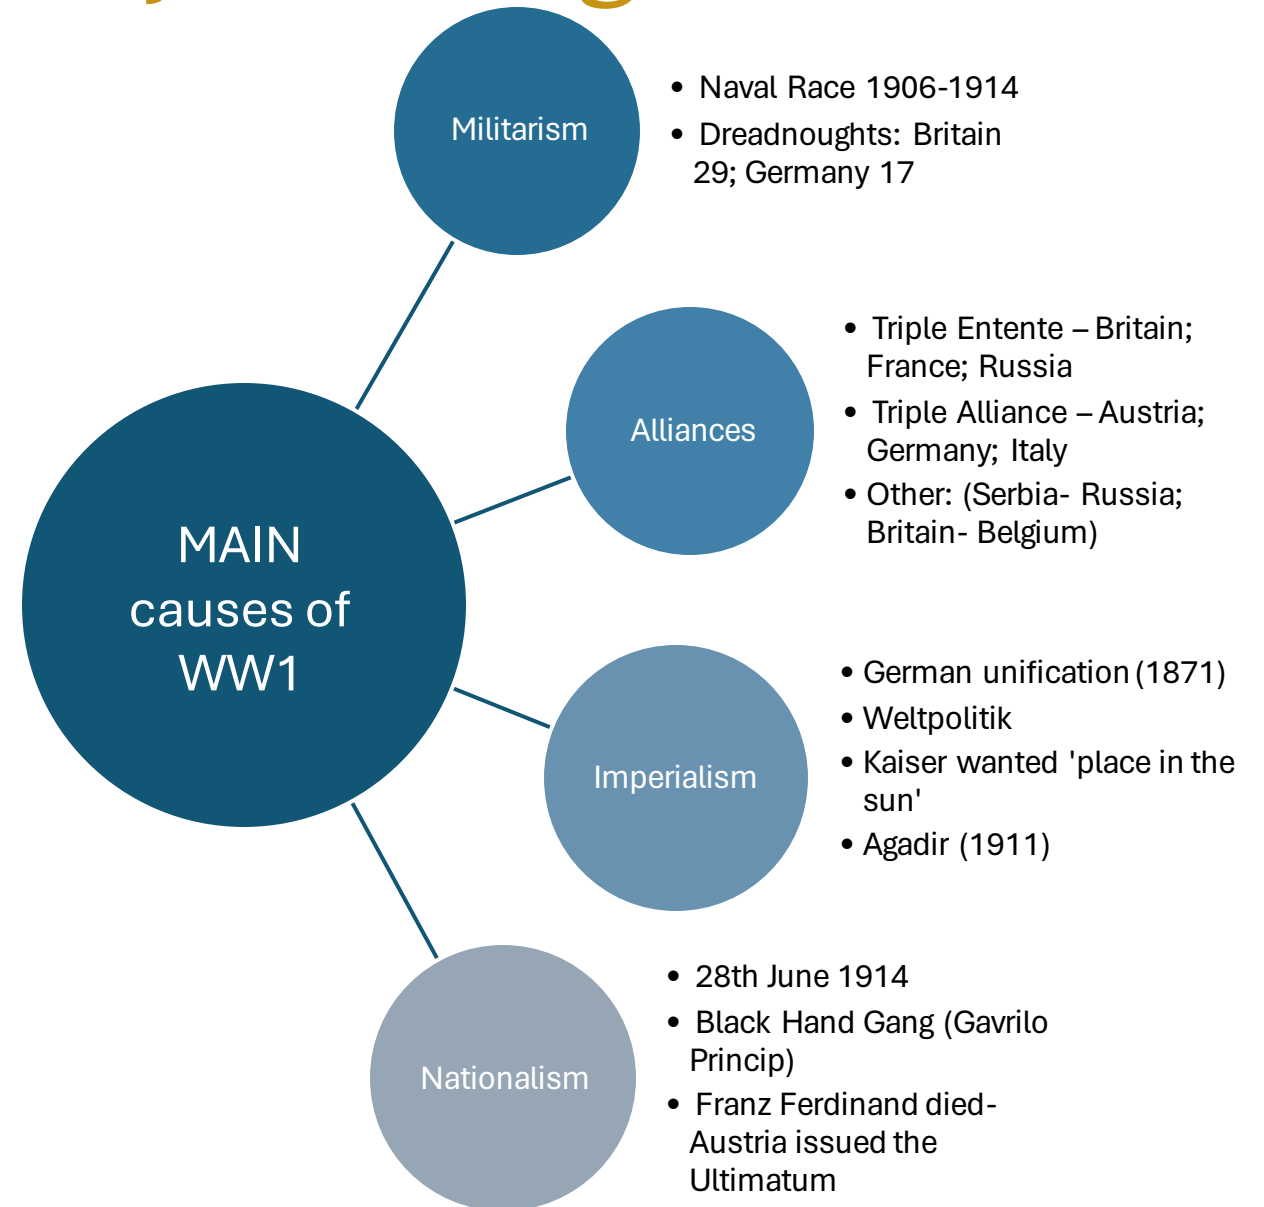 MAIN
causes of
WW1
Militarism
• Naval Race 1906-1914
• Dreadnoughts: Britain
29; Germany 17
Alliances
• Triple Entente – Britain;
France; Russia
• Triple Alliance – Austria;
Germany; Italy
• Other: (Serbia- Russia;
Britain- Belgium)
Imperialism
• German unification (1871)
• Weltpolitik
• Kaiser wanted 'place in the
sun'
• Agadir (1911)
Nationalism
• 28th June 1914
• Black Hand Gang (Gavrilo
Princip)
• Franz Ferdinand died-
Austria issued the
Ultimatum